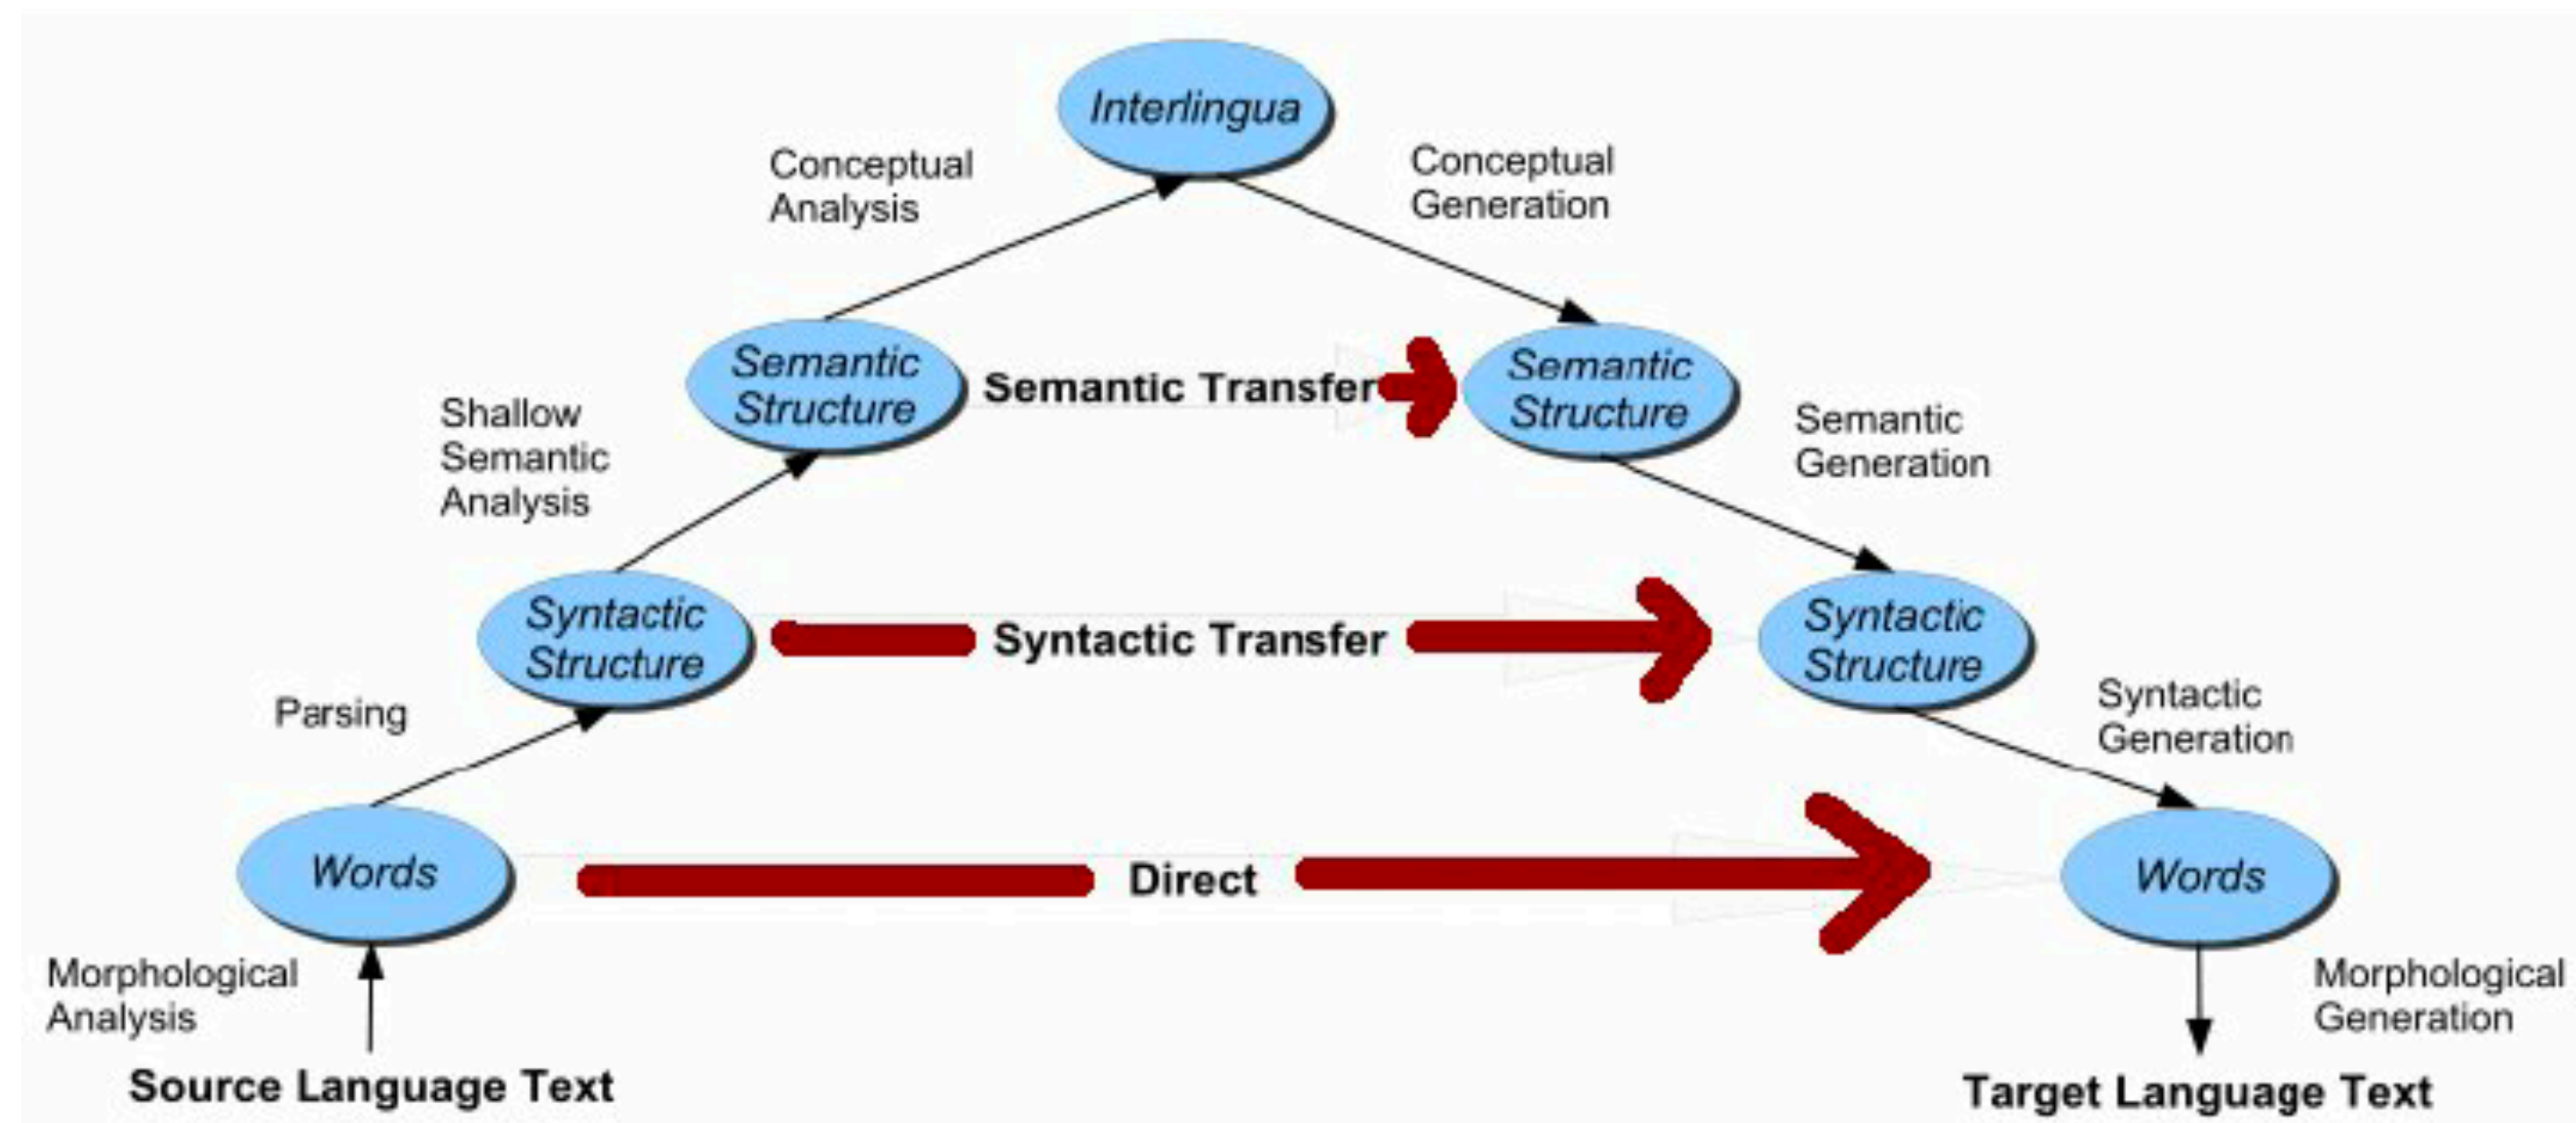 Interlingua
Conceptual
Analysis
Conceptual
Generation
Semantic
Structure
Semantic Transfer
Semantic
Structure
Shallow
Semantic
Analysis
Semantic
Generation
Syntactic
Structure
Syntactic Transfer
Syntactic
Structure
Parsing
Syntactic
Generation
Words
Direct
Words
Morphological
Analysis
Morphological
Generation
Source Language Text
Target Language Text